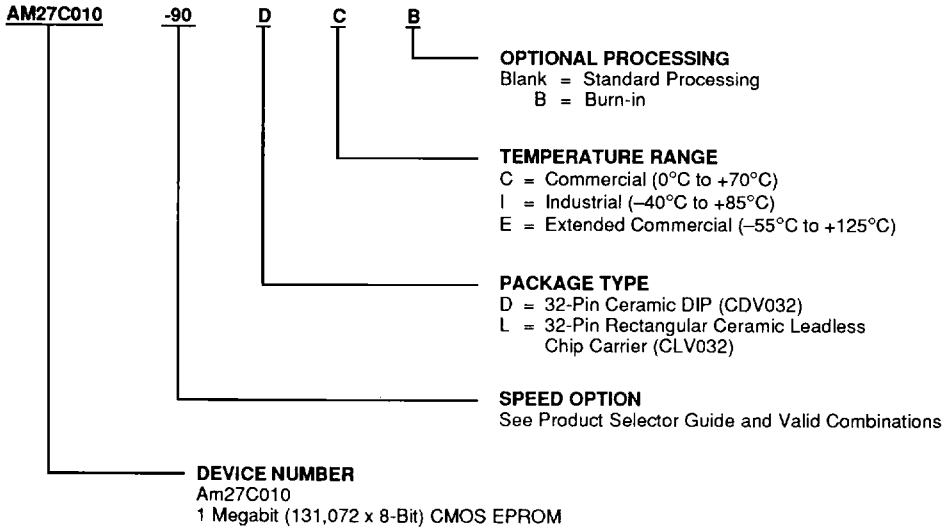 AM27C010 -90 D C B
OPTIONAL PROCESSING
Blank = Standard Processing
B = Burn-in
TEMPERATURE RANGE
C = Commercial (0°C to +70°C)
I = Industrial (–40°C to +85°C)
E = Extended Commercial (–55°C to +125°C)
PACKAGE TYPE
D = 32-Pin Ceramic DIP (CDV032)
L = 32-Pin Rectangular Ceramic Leadless
Chip Carrier (CLV032)
SPEED OPTION
See Product Selector Guide and Valid Combinations
DEVICE NUMBER
Am27C010
1 Megabit (131,072 x 8-Bit) CMOS EPROM